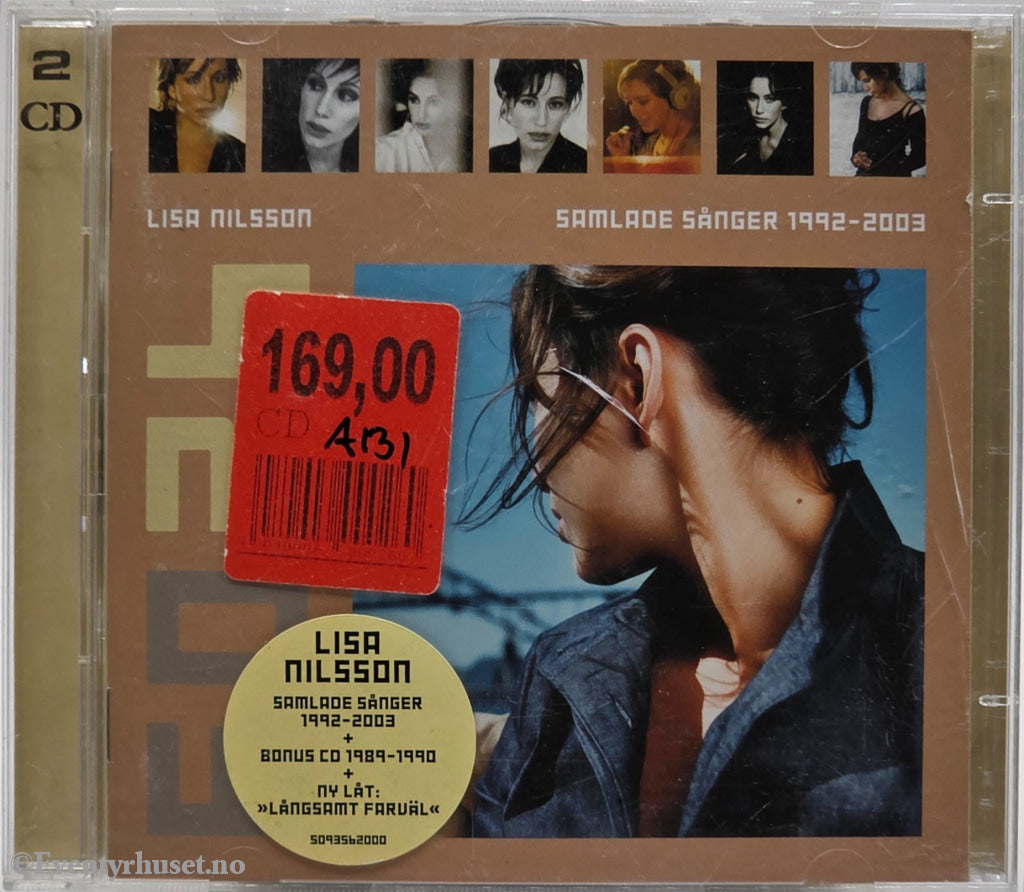 2
CD
LISA NILSSON
SAMLADE SÅNGER 1992-2003
169,00
CD
A(B)
LISA
NILSSON
SAMLADE SÅNGER
1992-2003
+
BONUS CD 1989-1990
+
NY LÅT:
»LÅNGSAMT FARVÄL«
5093562000
©Eventyrhuset.no